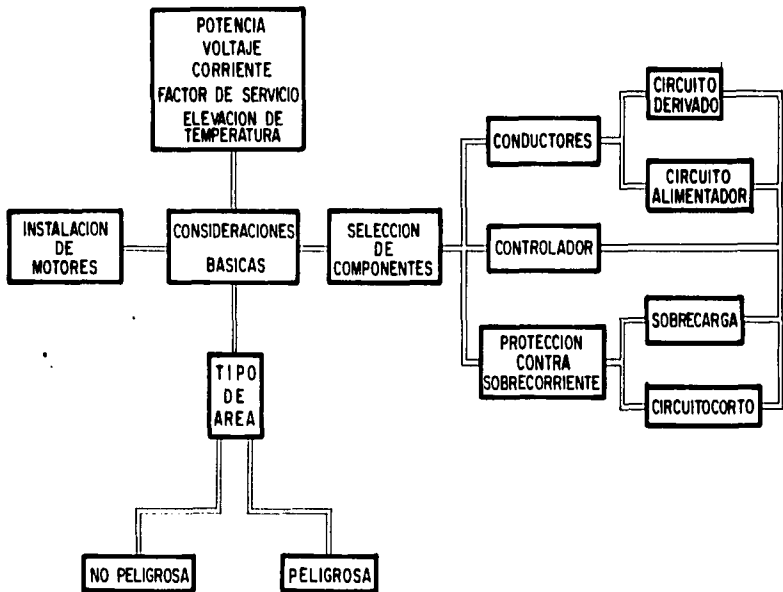 POTENCIA
VOLTAJE
CORRIENTE
FACTOR DE SERVICIO
ELEVACION DE
TEMPERATURA
INSTALACION
DE
MOTORES
CONSIDERACIONES
BASICAS
SELECCION
DE
COMPONENTES
CONDUCTORES
CIRCUITO
DERIVADO
CIRCUITO
ALIMENTADOR
CONTROLADOR
PROTECCION
CONTRA
SOBRECORRIENTE
SOBRECARGA
CIRCUITOCORTO
TIPO
DE
AREA
NO PELIGROSA
PELIGROSA